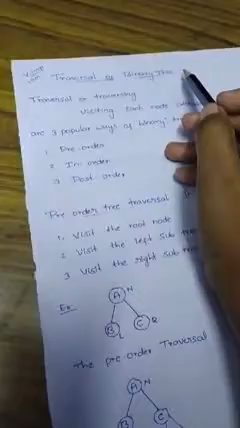 Traversal of Binary Tree
Traversal or traversing
Visiting each node
are 3 popular ways of binary
1. Pre-order
2. In-order
3. Post order
Pre order tree traversal
1. Visit the root node
2. Visit the left sub
3. Visit the right sub
Ex.
A N
B L C R
The pre-order Traversal
A N